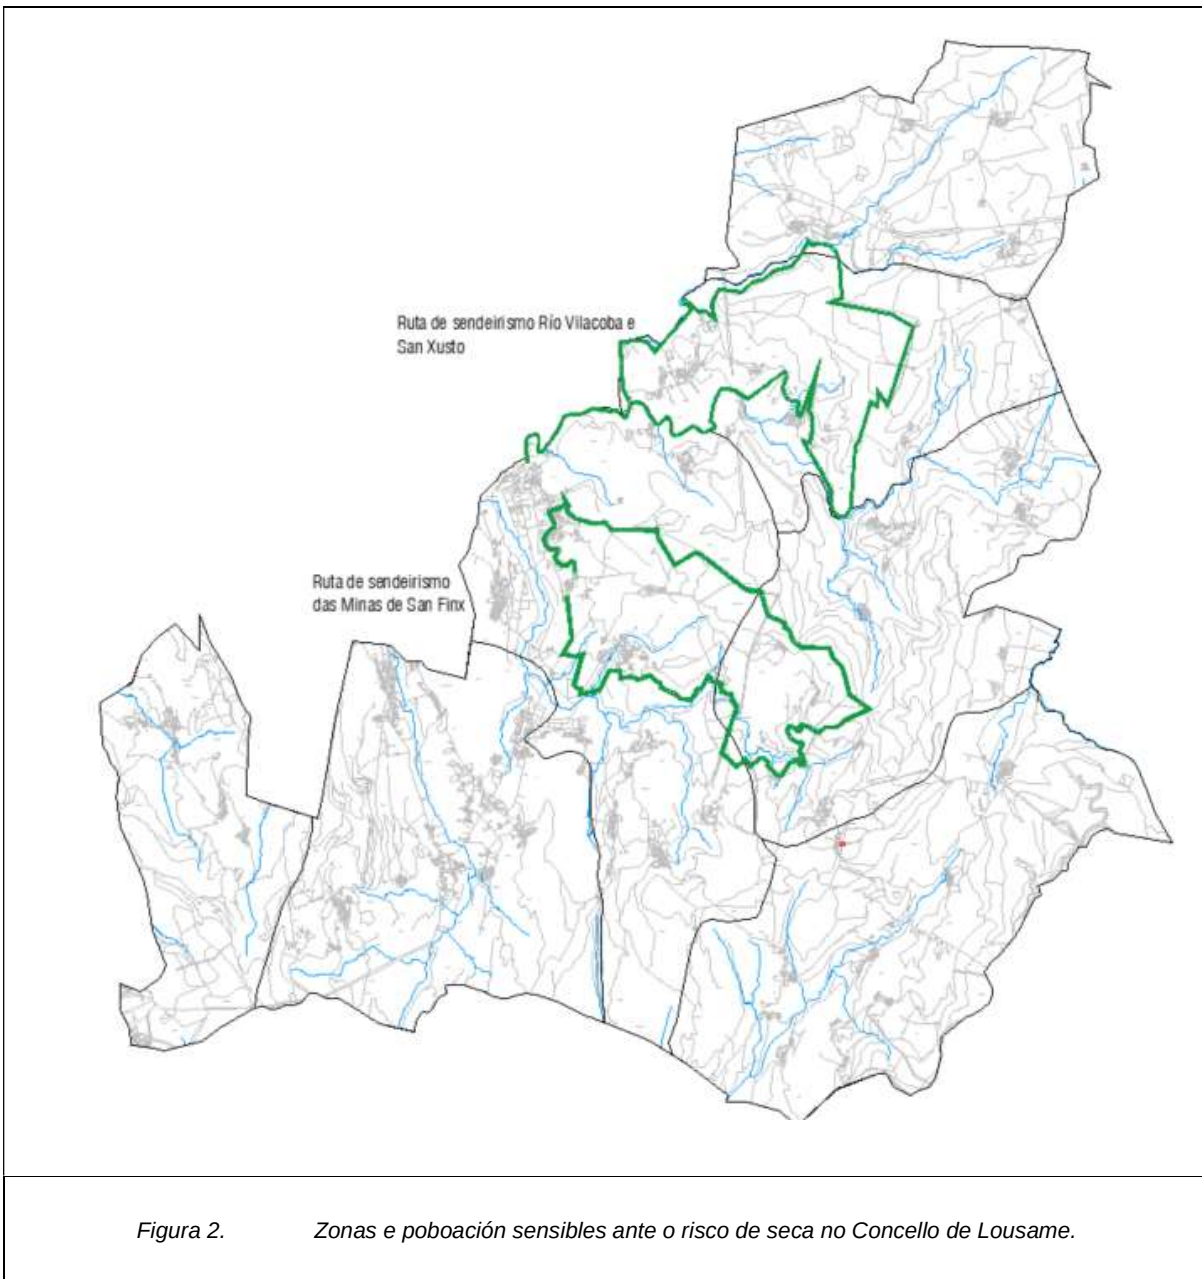 Ruta de sendeirismo Río Vilacoba e
San Xusto
Ruta de sendeirismo
das Minas de San Finx
Figura 2. Zonas e poboación sensibles ante o risco de seca no Concello de Lousame.